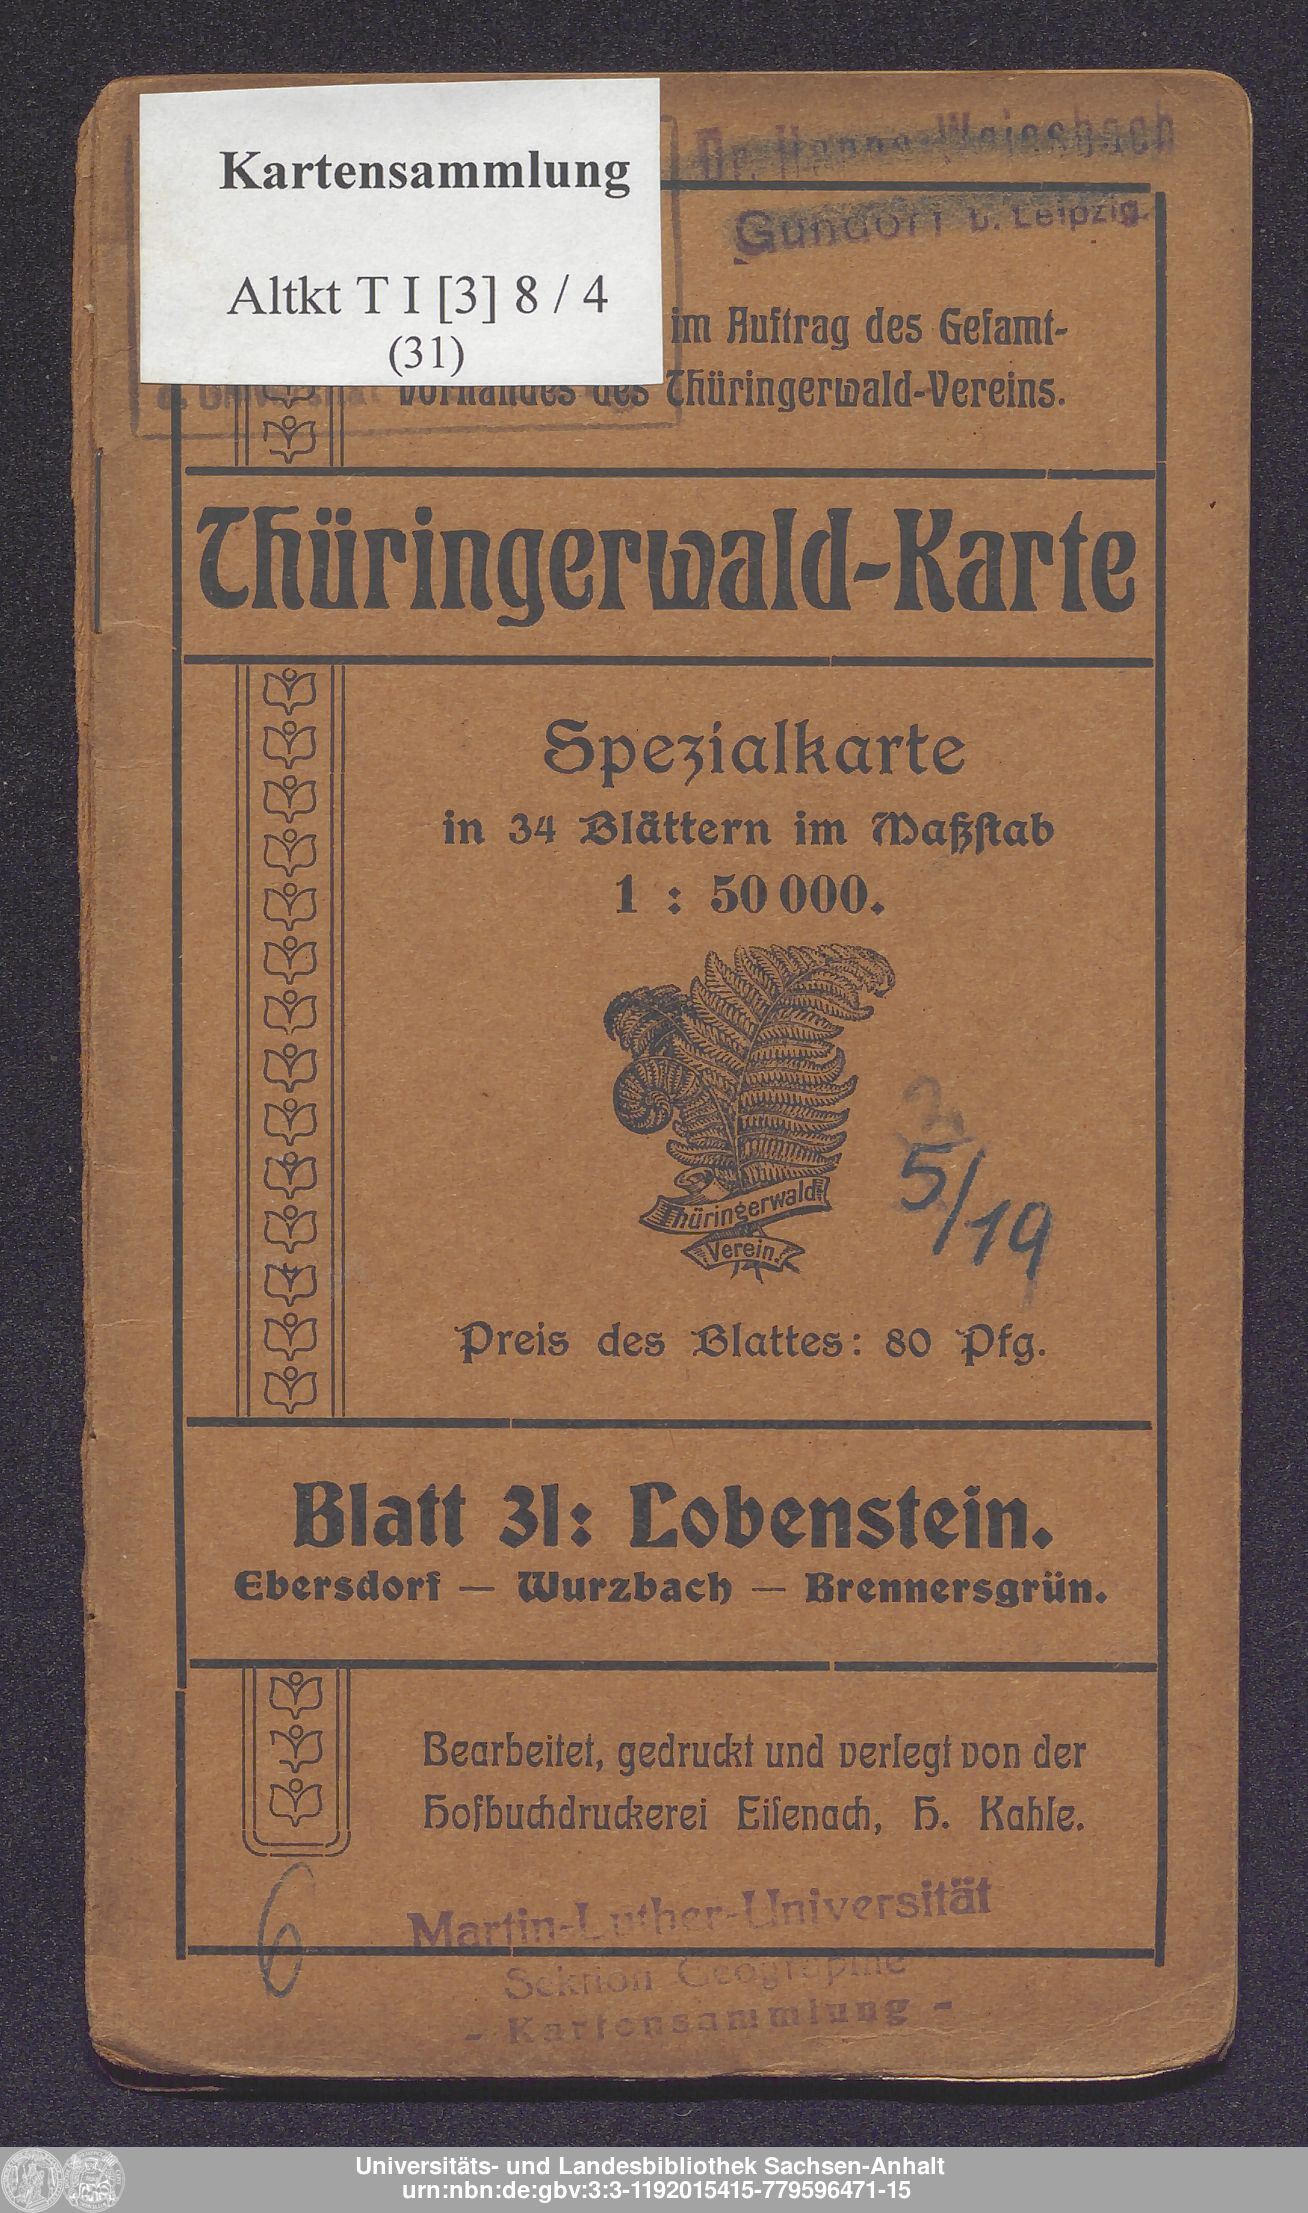 Kartensammlung
Altkt T I [3] 8 / 4
(31)
Dr. Hanns Weissbach
Gundorf b. Leipzig.
im Auftrag des Gesamt-
vorstandes des Thüringerwald-Vereins.
Thüringerwald-Karte
Spezialkarte
in 34 Blättern im Maßstab
1 : 50 000.
Thüringerwald
Verein.
5/19
Preis des Blattes: 80 Pfg.
Blatt 31: Lobenstein.
Ebersdorf — Wurzbach — Brennersgrün.
Bearbeitet, gedruckt und verlegt von der
Hofbuchdruckerei Eisenach, H. Kahle.
6
Martin-Luther-Universität
Sektion Geographie
- Kartensammlung -
Universitäts- und Landesbibliothek Sachsen-Anhalt
urn:nbn:de:gbv:3:3-1192015415-779596471-15